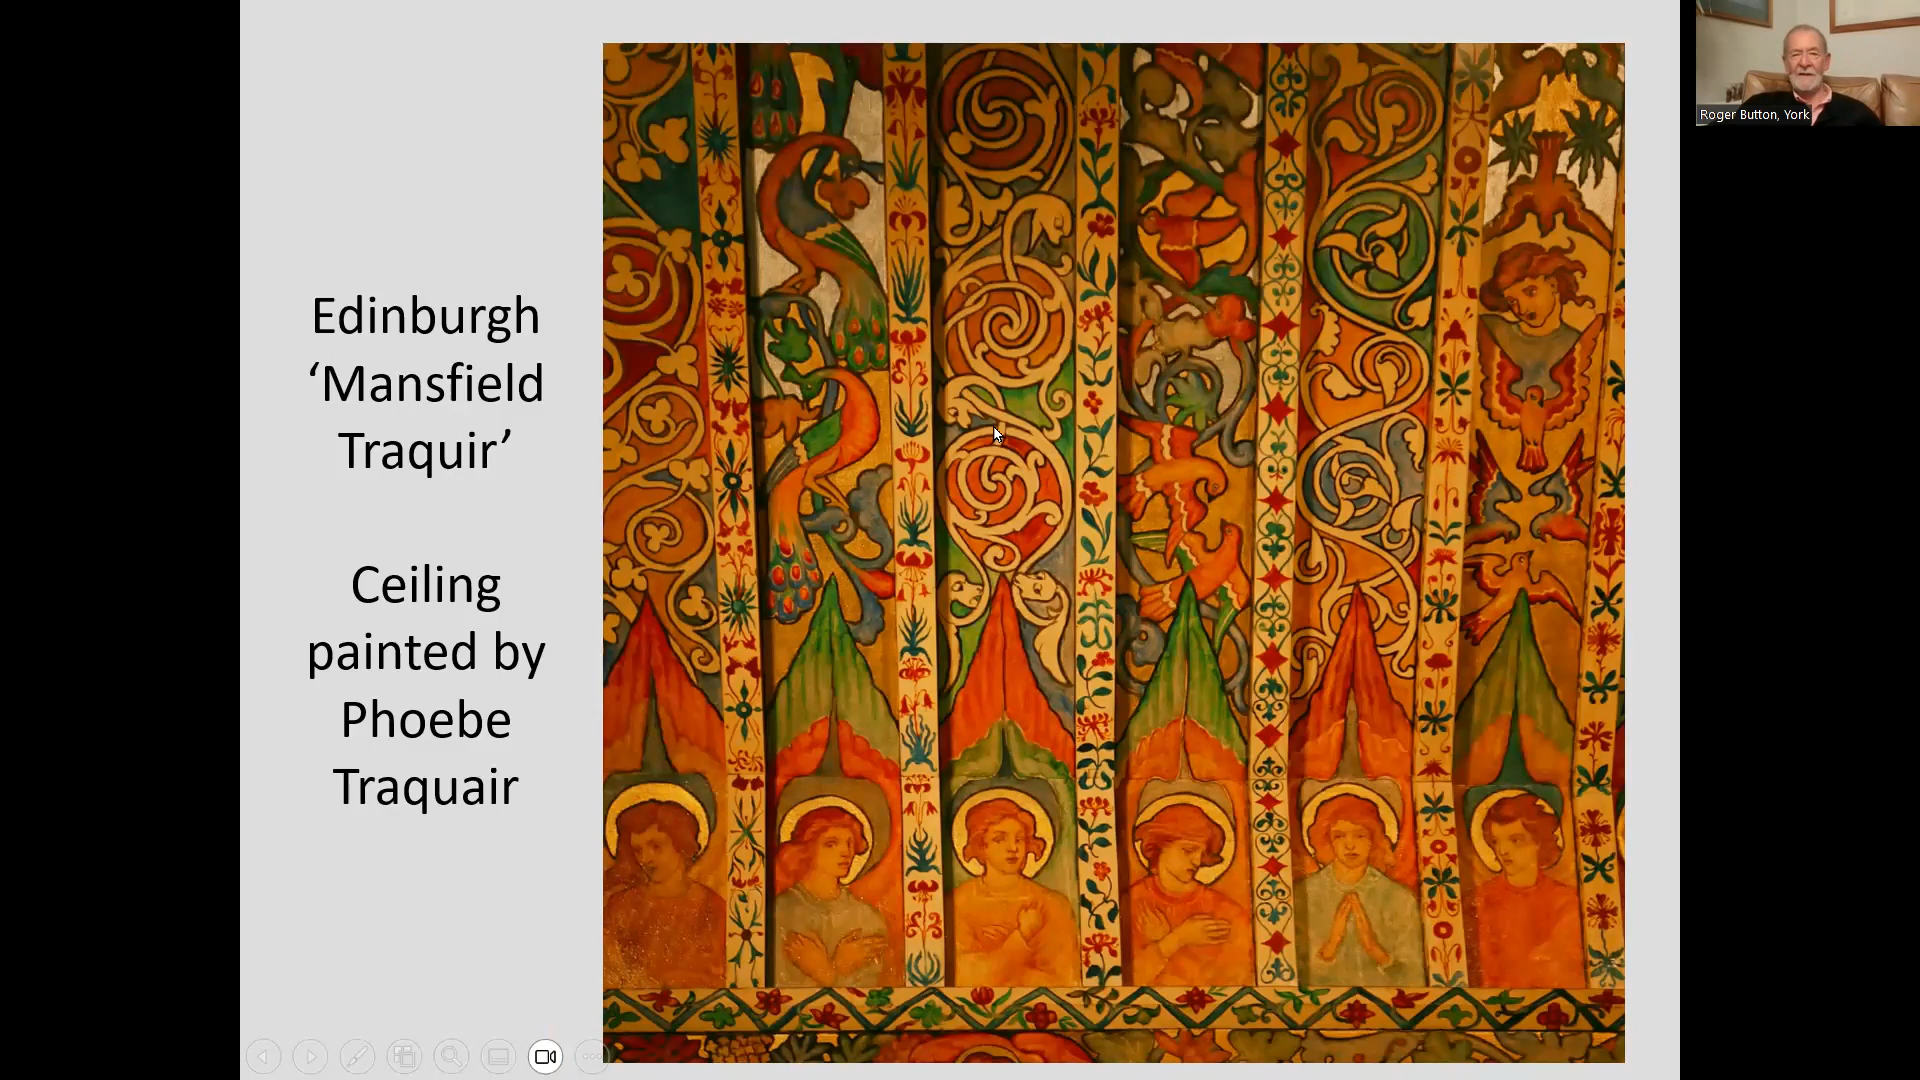 Edinburgh
‘Mansfield
Traquir’
Ceiling
painted by
Phoebe
Traquair
Roger Button, York